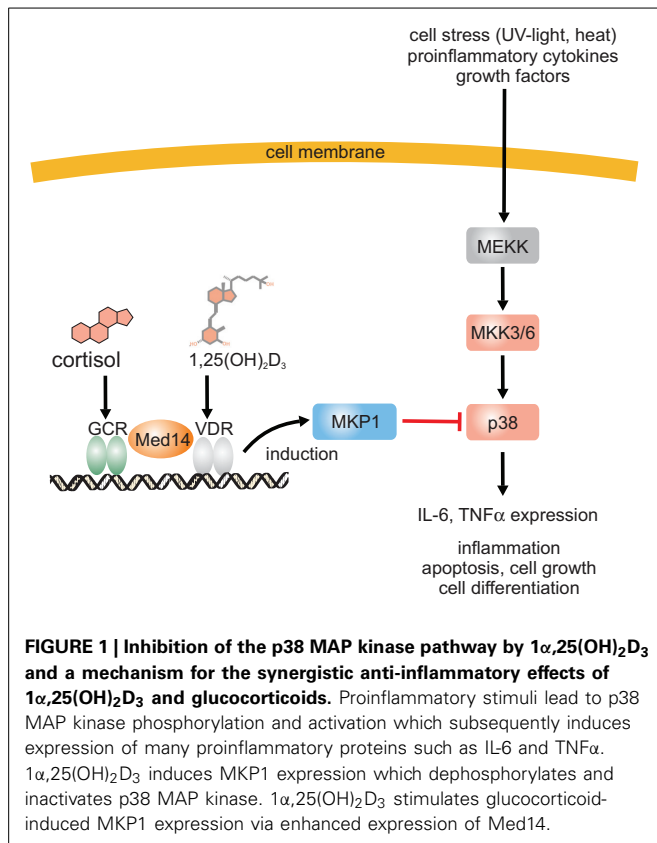 cell stress (UV-light, heat)
proinflammatory cytokines
growth factors
cell membrane
MEKK
MKK3/6
cortisol
1,25(OH)₂D₃
GCR
Med14
VDR
induction
MKP1
p38
IL-6, TNFα expression
inflammation
apoptosis, cell growth
cell differentiation
FIGURE 1 | Inhibition of the p38 MAP kinase pathway by 1α,25(OH)₂D₃
and a mechanism for the synergistic anti-inflammatory effects of
1α,25(OH)₂D₃ and glucocorticoids. Proinflammatory stimuli lead to p38
MAP kinase phosphorylation and activation which subsequently induces
expression of many proinflammatory proteins such as IL-6 and TNFα.
1α,25(OH)₂D₃ induces MKP1 expression which dephosphorylates and
inactivates p38 MAP kinase. 1α,25(OH)₂D₃ stimulates glucocorticoid-
induced MKP1 expression via enhanced expression of Med14.